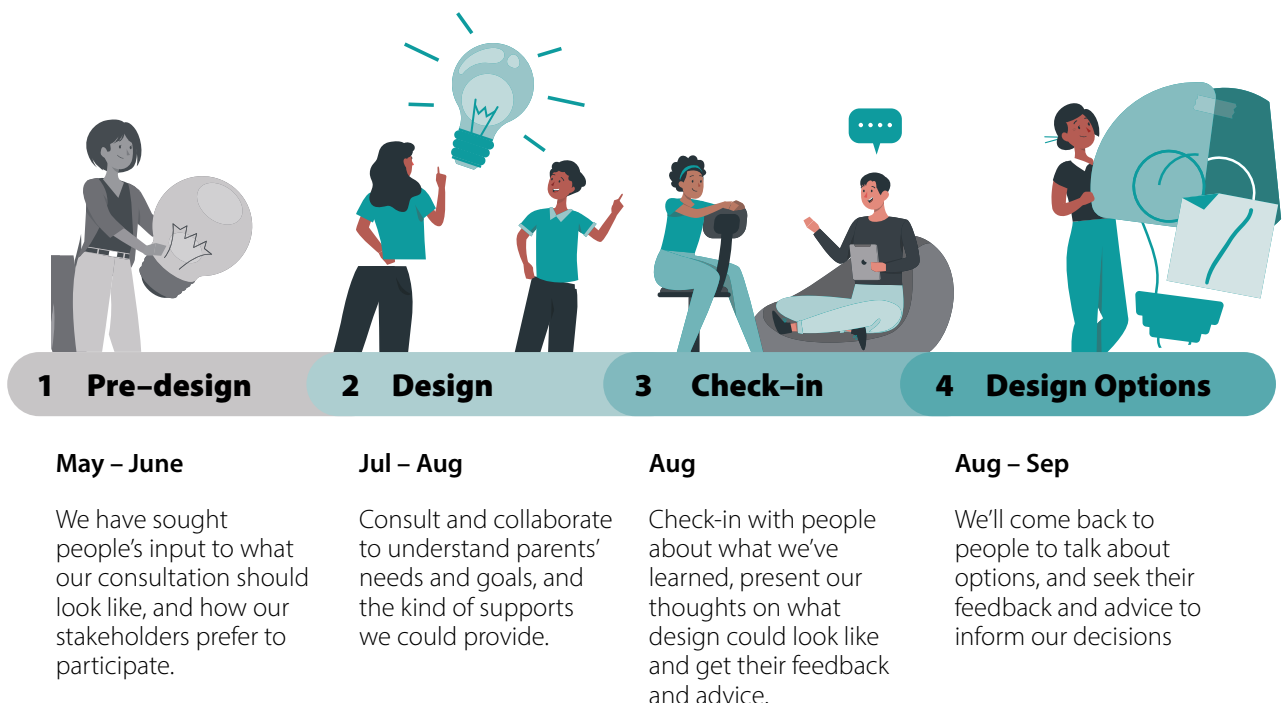 1 Pre–design
2 Design
3 Check–in
4 Design Options
May – June
We have sought
people’s input to what
our consultation should
look like, and how our
stakeholders prefer to
participate.
Jul – Aug
Consult and collaborate
to understand parents’
needs and goals, and
the kind of supports
we could provide.
Aug
Check-in with people
about what we’ve
learned, present our
thoughts on what
design could look like
and get their feedback
and advice.
Aug – Sep
We’ll come back to
people to talk about
options, and seek their
feedback and advice to
inform our decisions